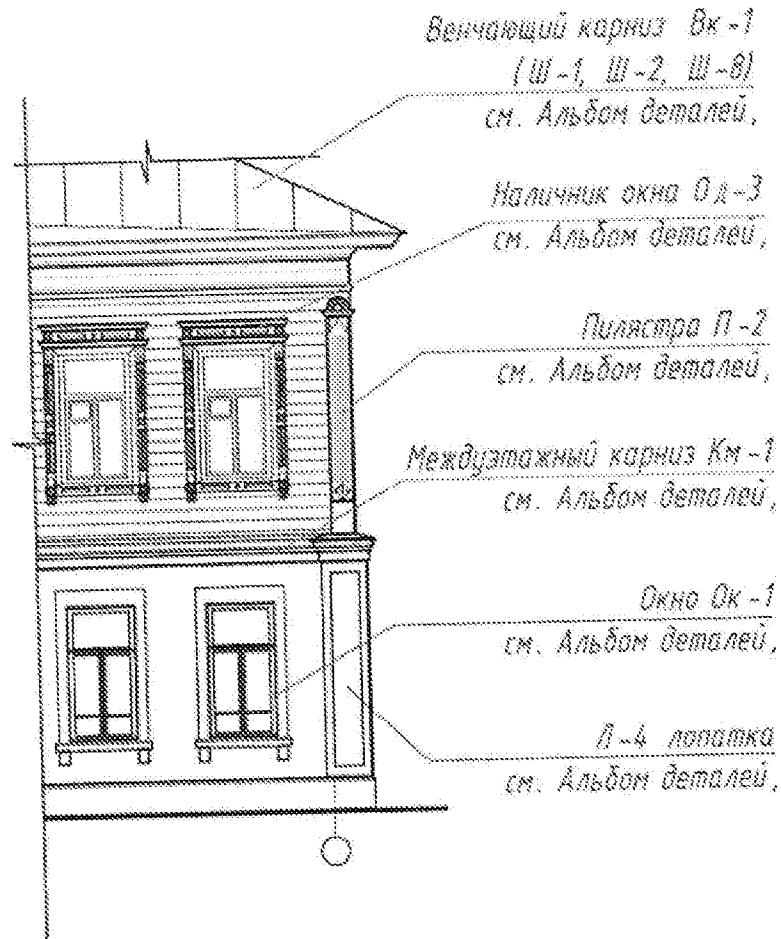 Венчающий карниз Вк-1
(Ш-1, Ш-2, Ш-8)
см. Альбом деталей,
Наличник окна Од-3
см. Альбом деталей,
Пилястра П-2
см. Альбом деталей,
Междуэтажный карниз Км-1
см. Альбом деталей,
Окно Ок-1
см. Альбом деталей,
Л-4 лопатка
см. Альбом деталей,